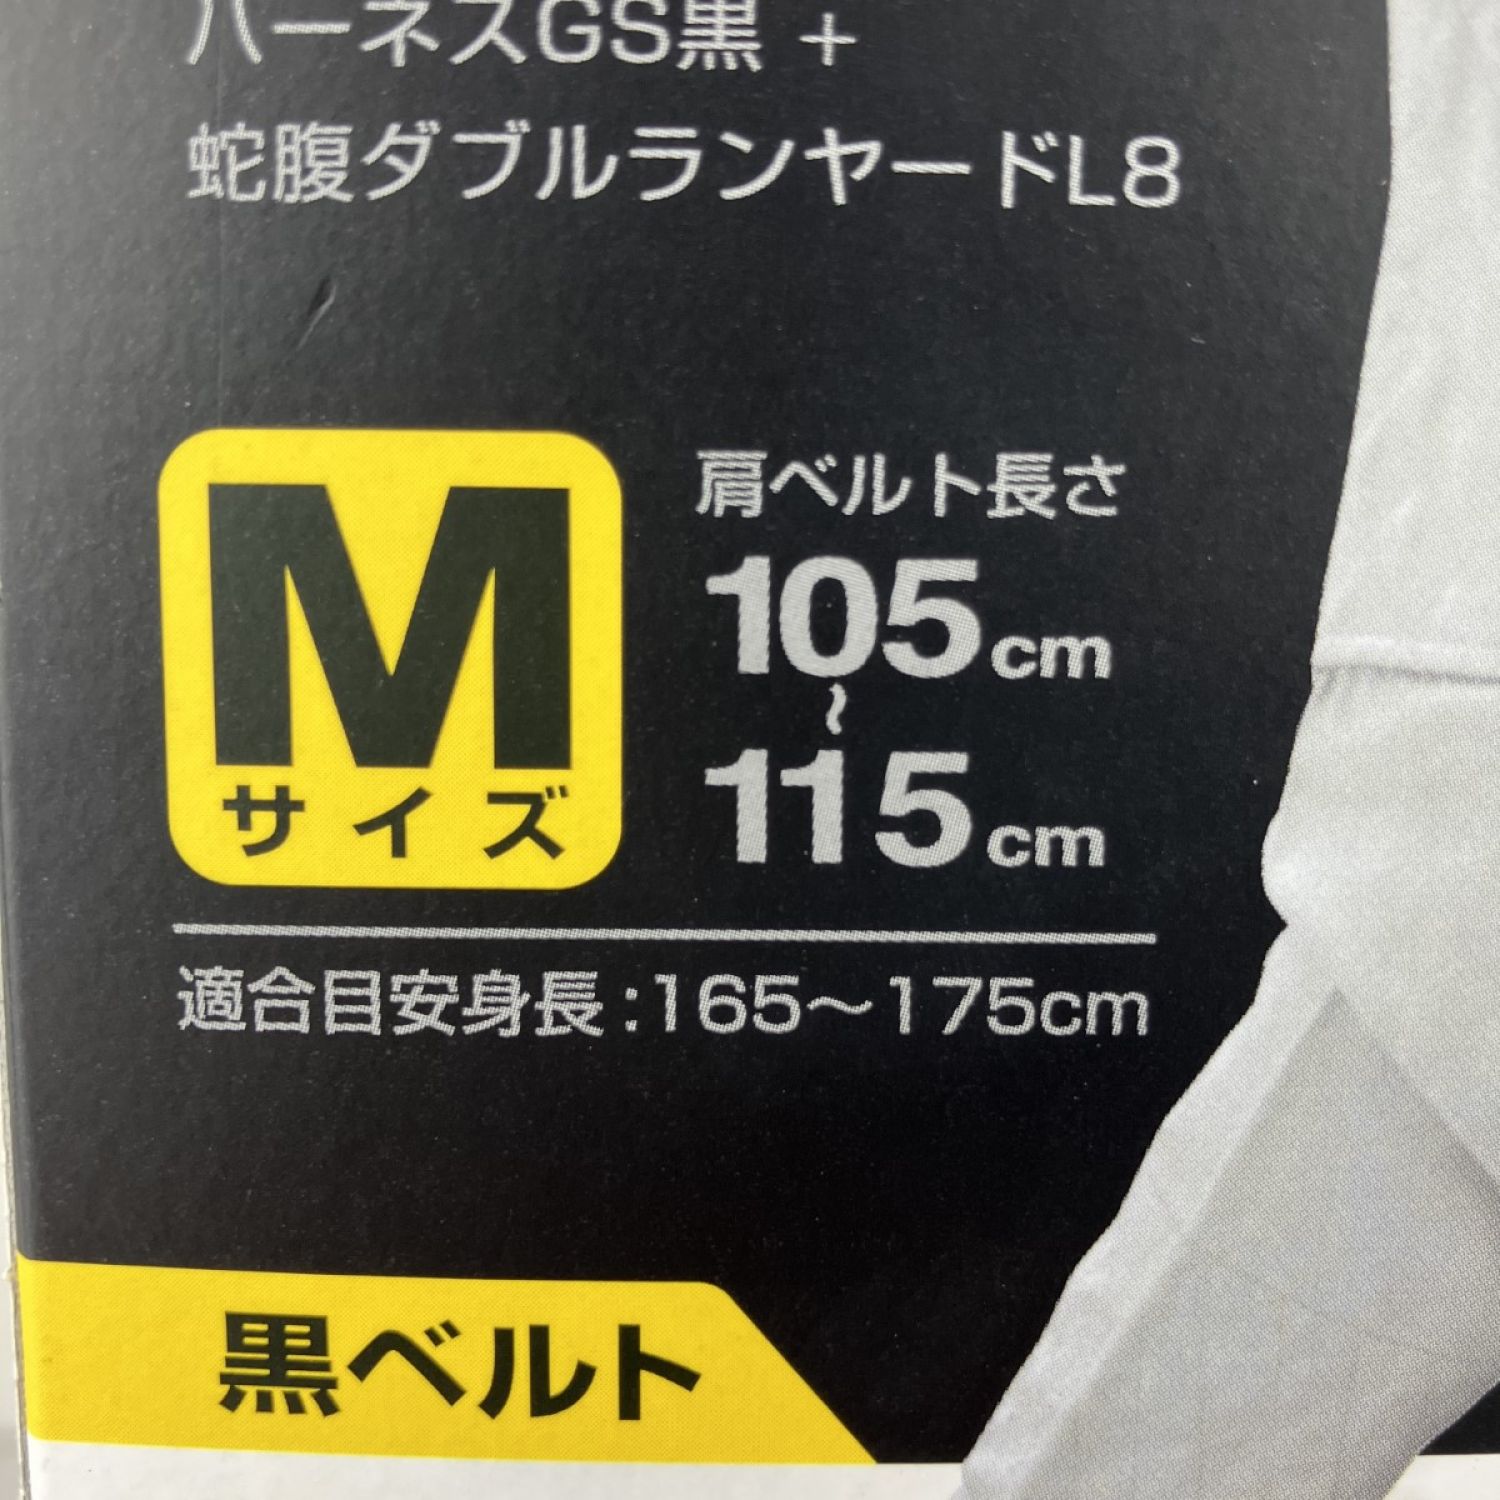 ハーネスGS黒 +
蛇腹ダブルランヤードL8
M
サイズ
肩ベルト長さ
105cm
～
115cm
適合目安身長:165～175cm
黒ベルト